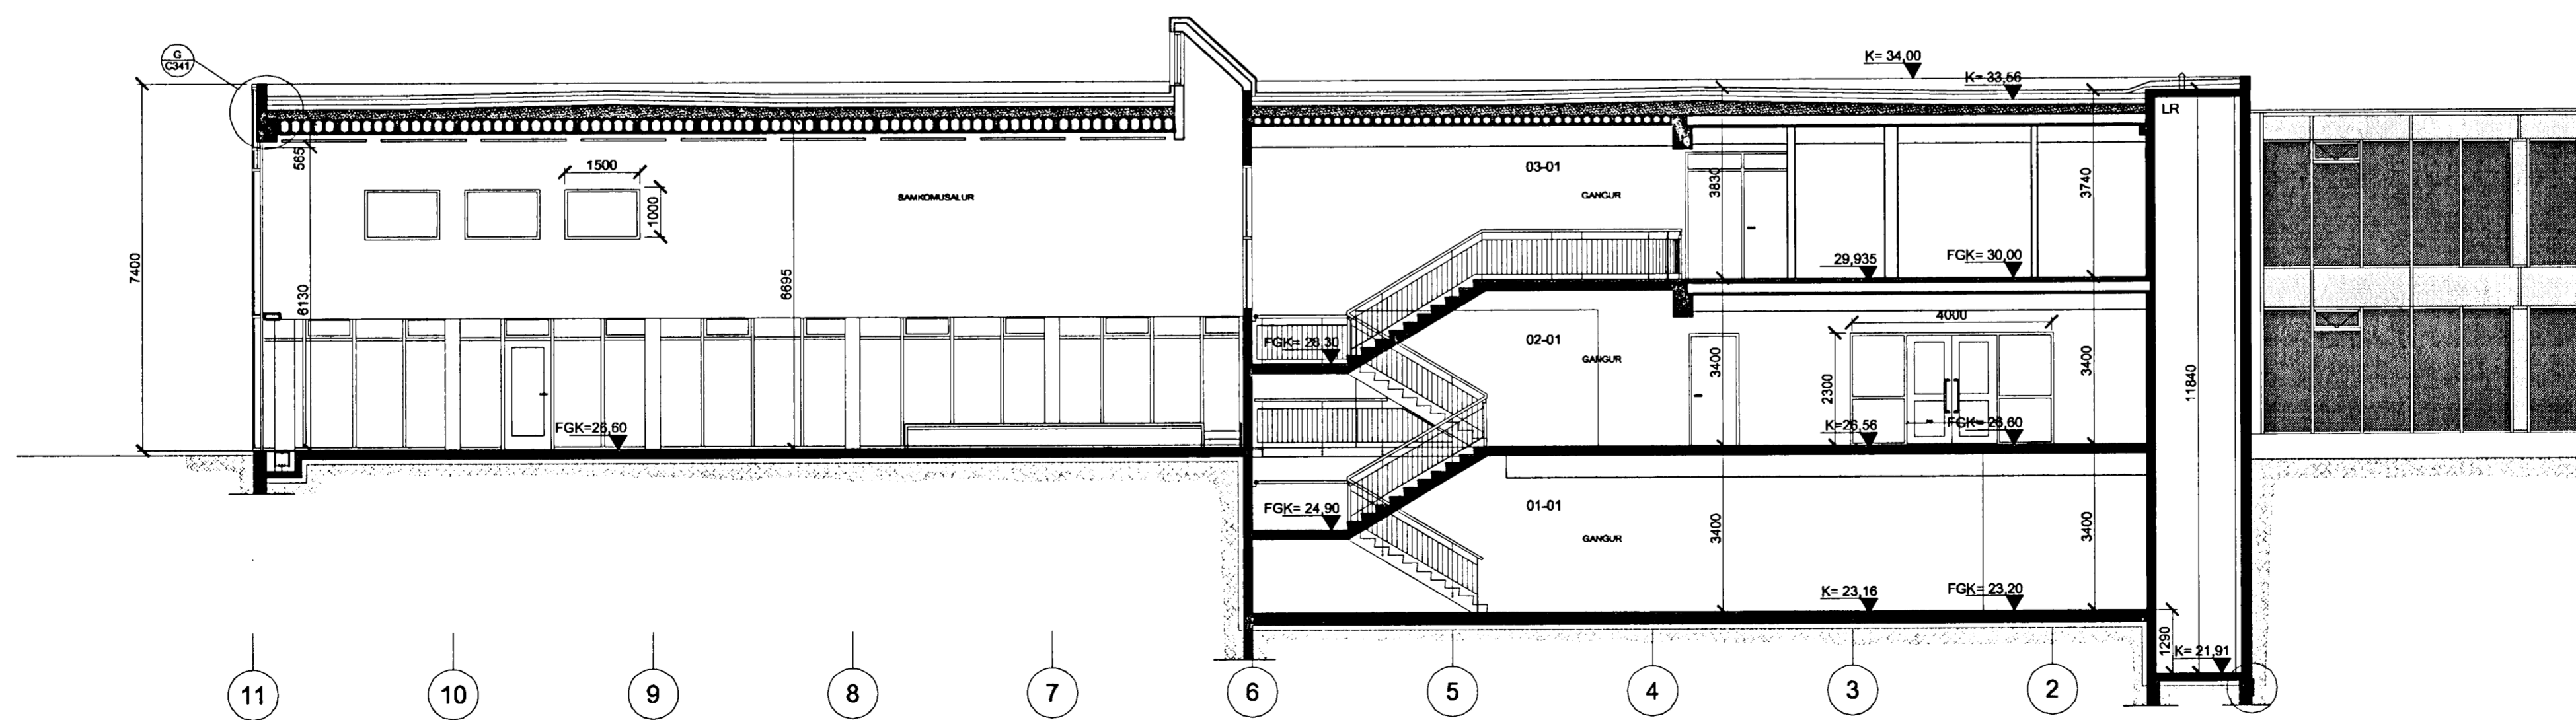 G
C341
K= 34,00
K= 33,56
LR
565
1500
1000
SAMKOMUSALUR
03-01
GANGUR
3830
3740
7400
6130
6695
29,935
FGK= 30,00
FGK= 28,30
02-01
GANGUR
3400
4000
2300
3400
11840
FGK=26,60
K=26,56
FGK= 26,60
FGK= 24,90
01-01
GANGUR
3400
3400
K= 23,16
FGK= 23,20
1290
K= 21,91
11
10
9
8
7
6
5
4
3
2